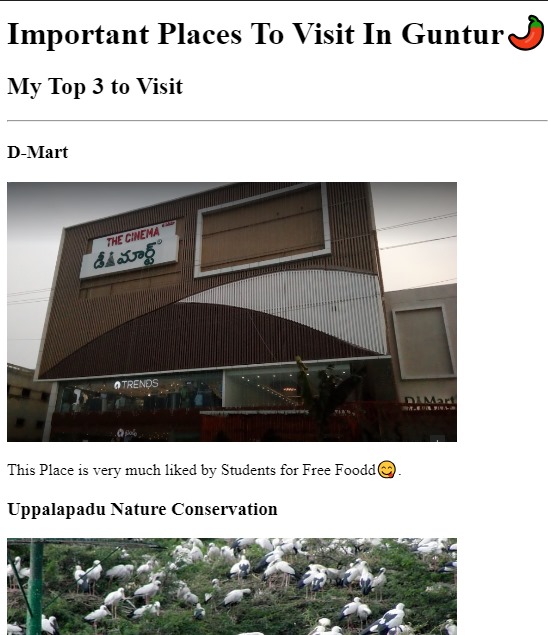 Important Places To Visit In Guntur🌶️
My Top 3 to Visit
D-Mart
THE CINEMA
డీమార్ట్
TRENDS
D Mart
This Place is very much liked by Students for Free Foodd😋.
Uppalapadu Nature Conservation